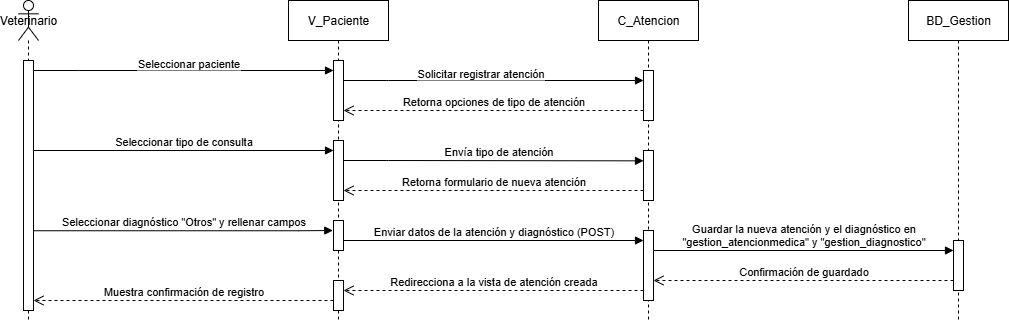 Veterinario
V_Paciente
C_Atencion
BD_Gestion
Seleccionar paciente
Solicitar registrar atención
Retorna opciones de tipo de atención
Seleccionar tipo de consulta
Envía tipo de atención
Retorna formulario de nueva atención
Seleccionar diagnóstico "Otros" y rellenar campos
Enviar datos de la atención y diagnóstico (POST)
Guardar la nueva atención y el diagnóstico en
"gestion_atencionmedica" y "gestion_diagnostico"
Confirmación de guardado
Redirecciona a la vista de atención creada
Muestra confirmación de registro